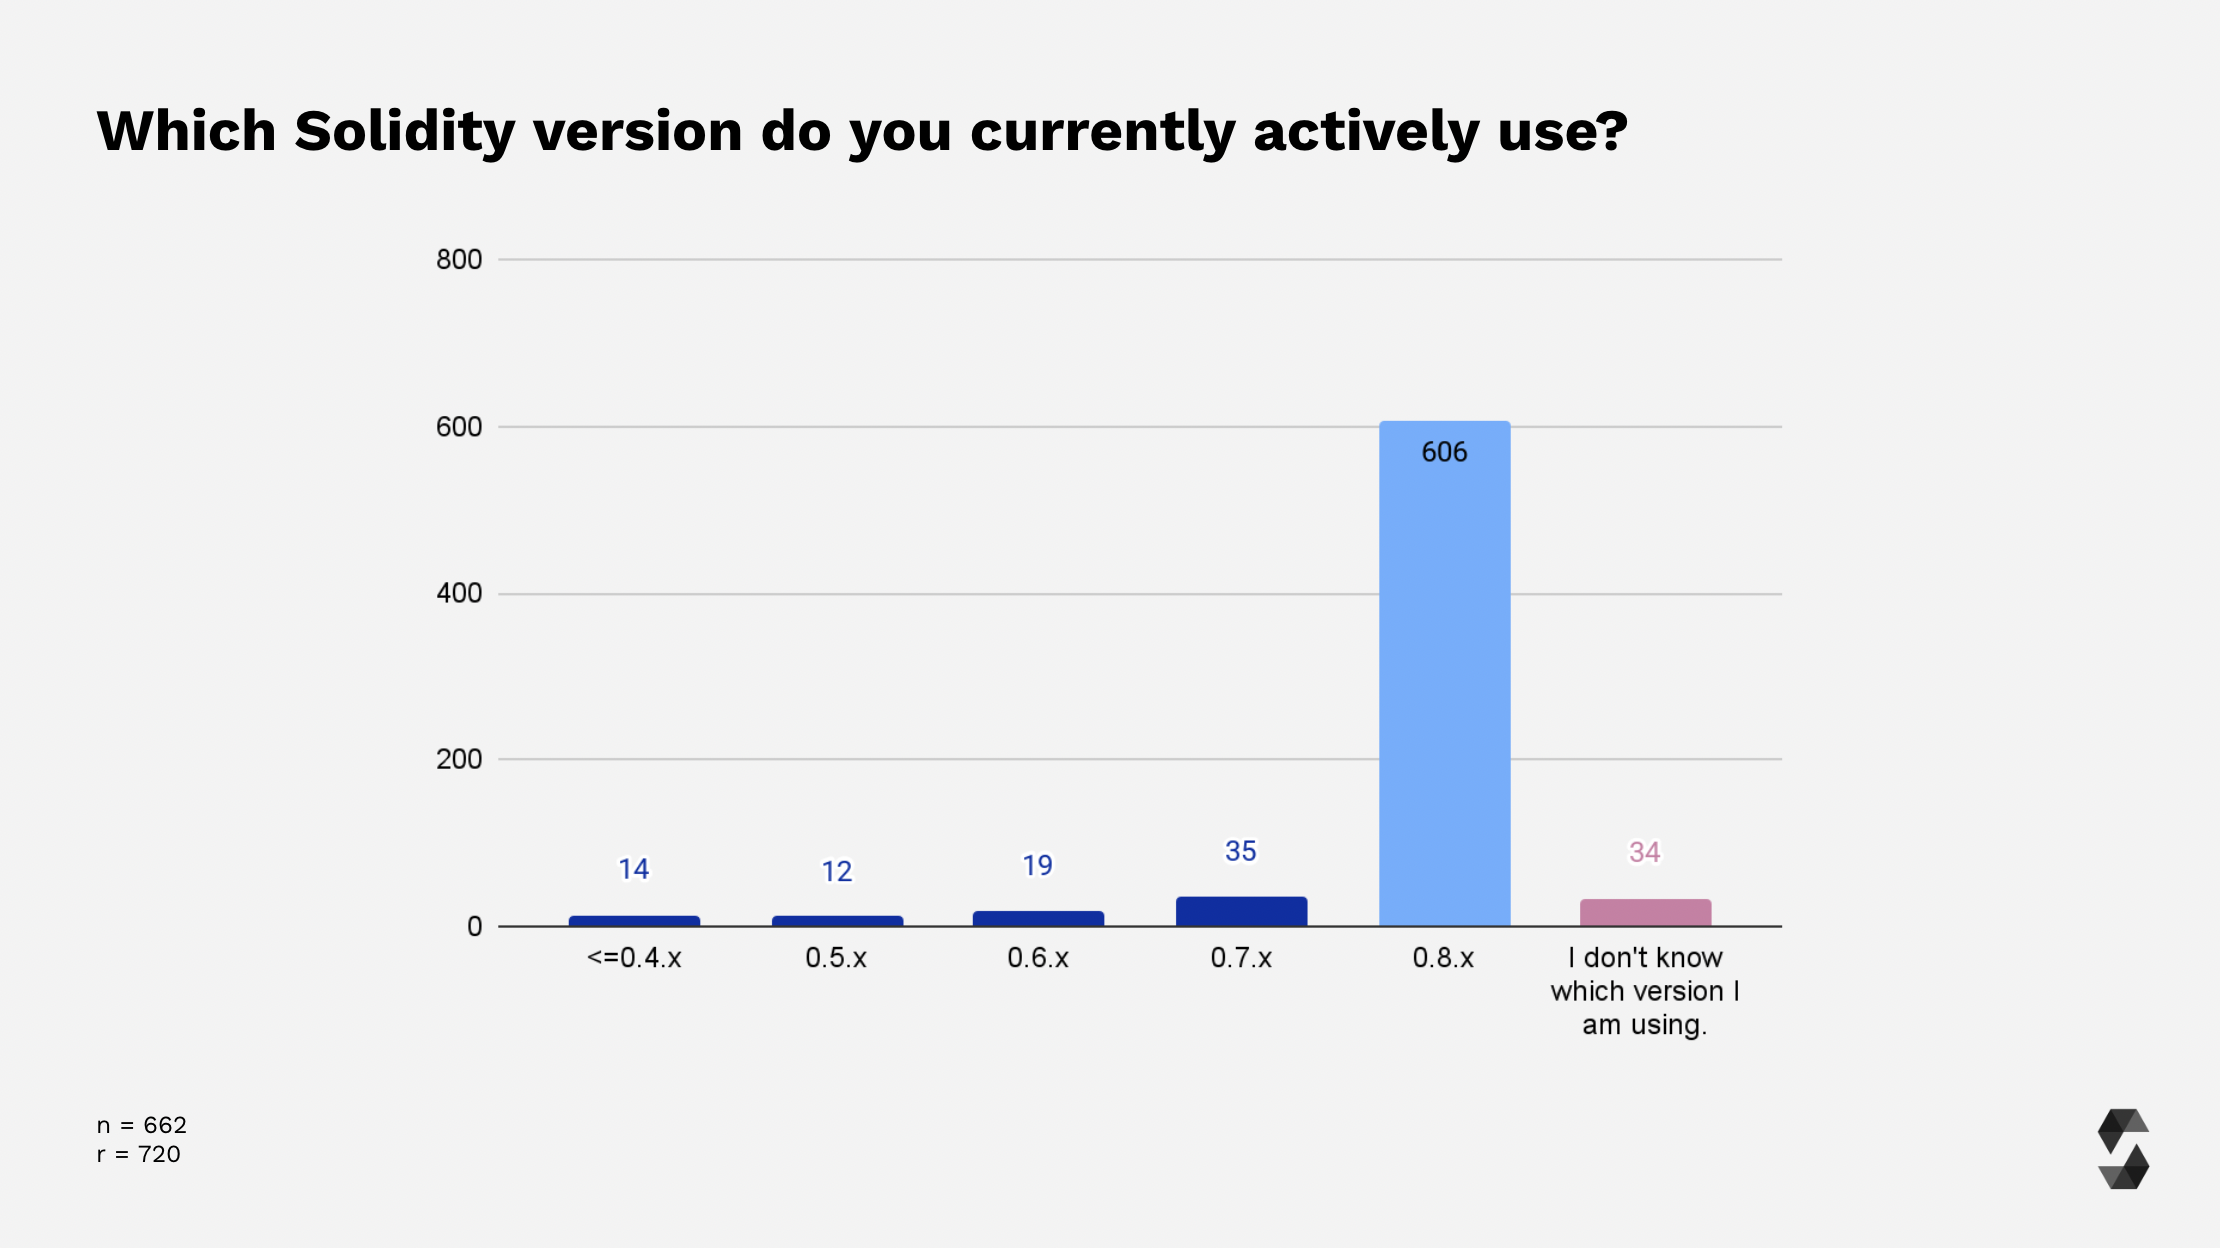 Which Solidity version do you currently actively use?
800
600
400
200
0
14
12
19
35
606
34
<=0.4.x
0.5.x
0.6.x
0.7.x
0.8.x
I don't know
which version I
am using.
n = 662
r = 720